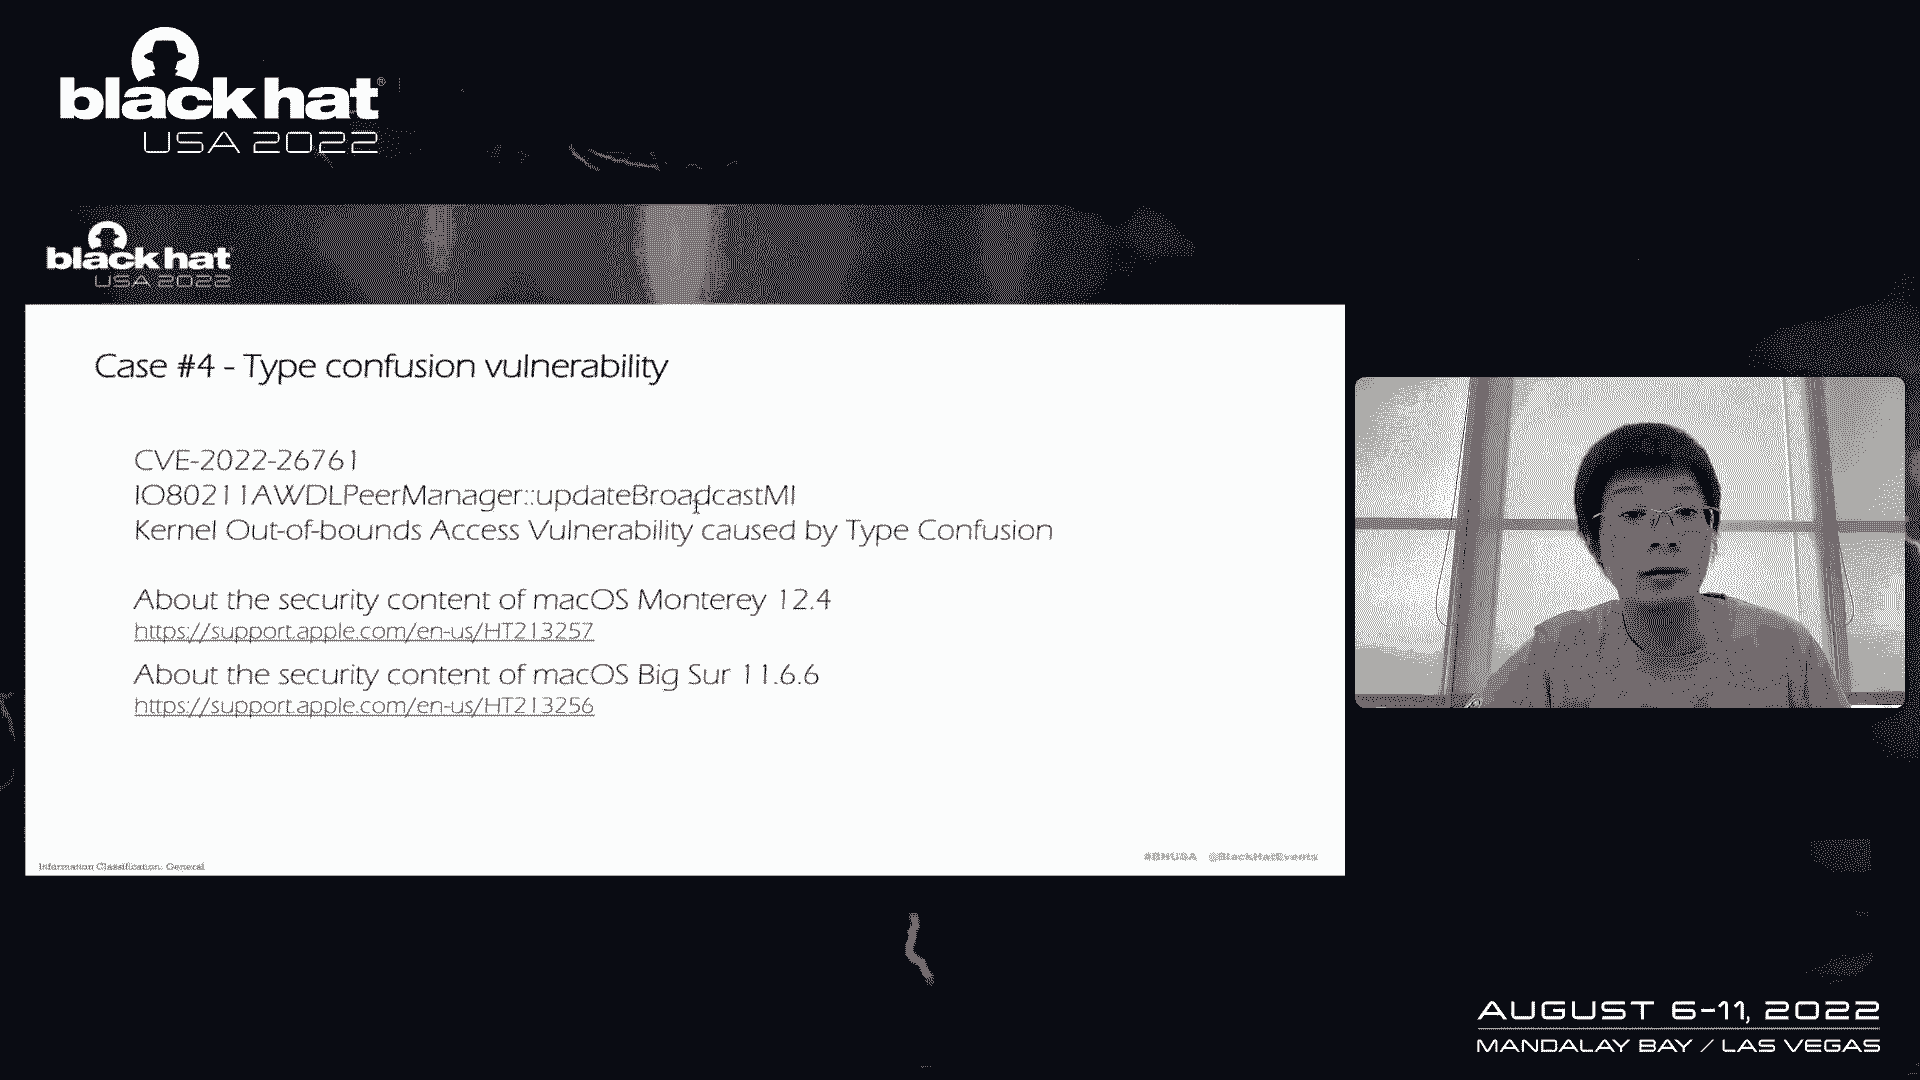 black hat®
USA 2022
black hat
USA 2022
Case #4 - Type confusion vulnerability
CVE-2022-26761
IO80211AWDLPeerManager::updateBroadcastMI
Kernel Out-of-bounds Access Vulnerability caused by Type Confusion
About the security content of macOS Monterey 12.4
https://support.apple.com/en-us/HT213257
About the security content of macOS Big Sur 11.6.6
https://support.apple.com/en-us/HT213256
Information Classification: General
#BHUSA @BlackHatEvents
AUGUST 6-11, 2022
MANDALAY BAY / LAS VEGAS